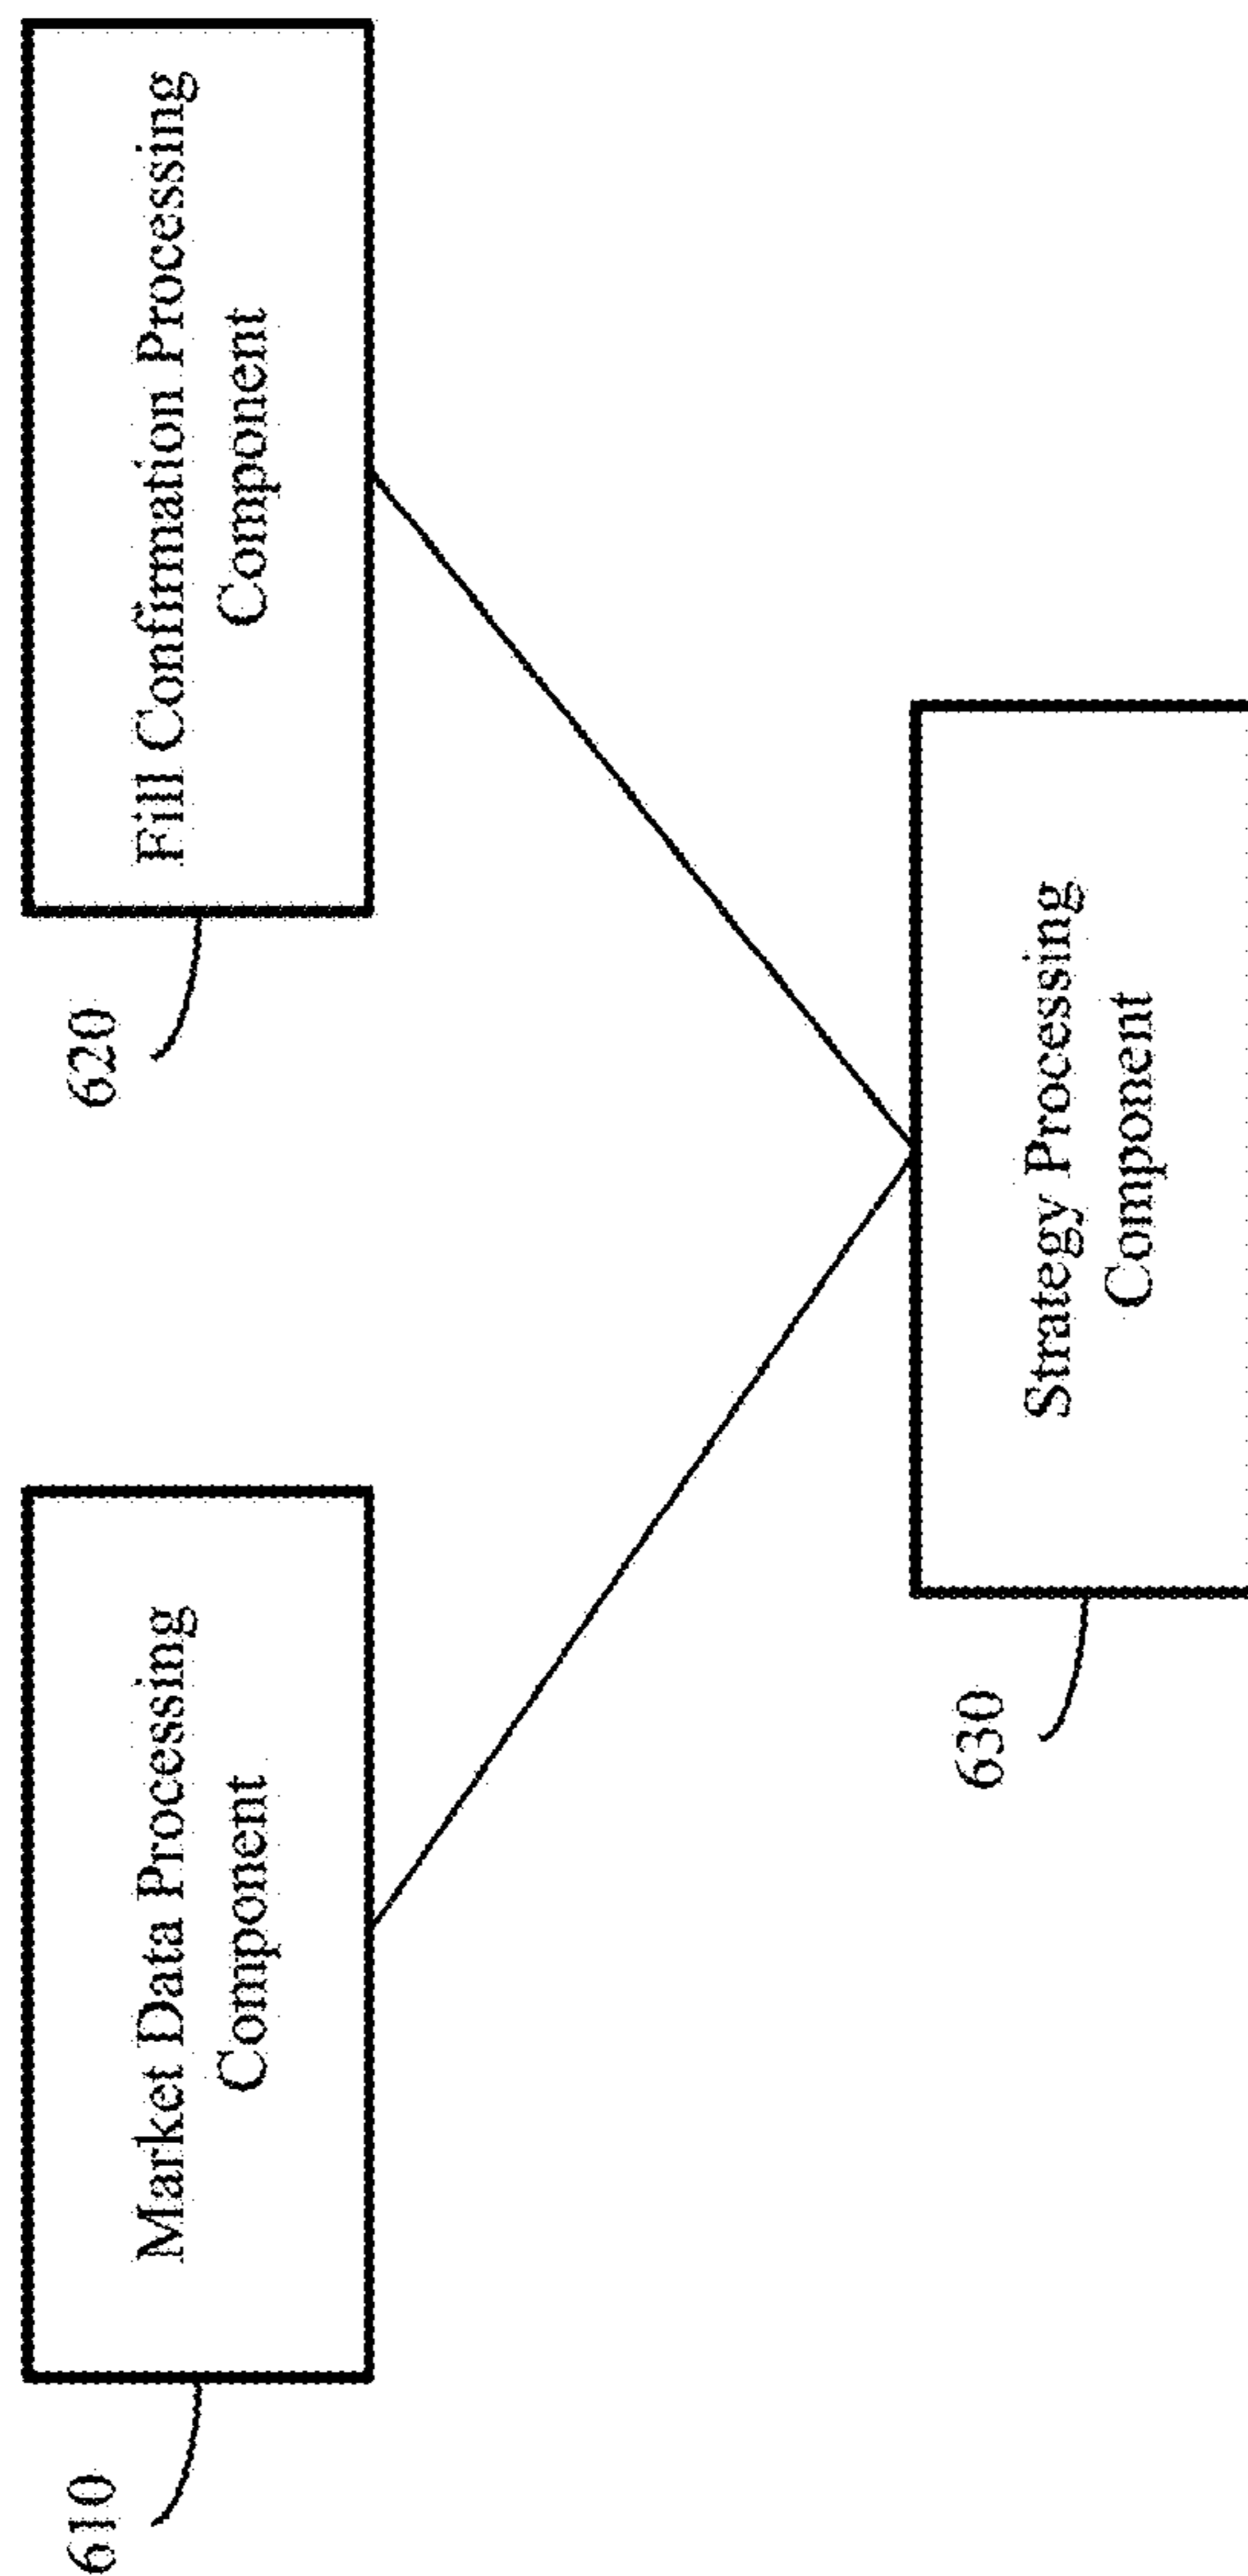 610
Market Data Processing
Component
620
Fill Confirmation Processing
Component
630
Strategy Processing
Component